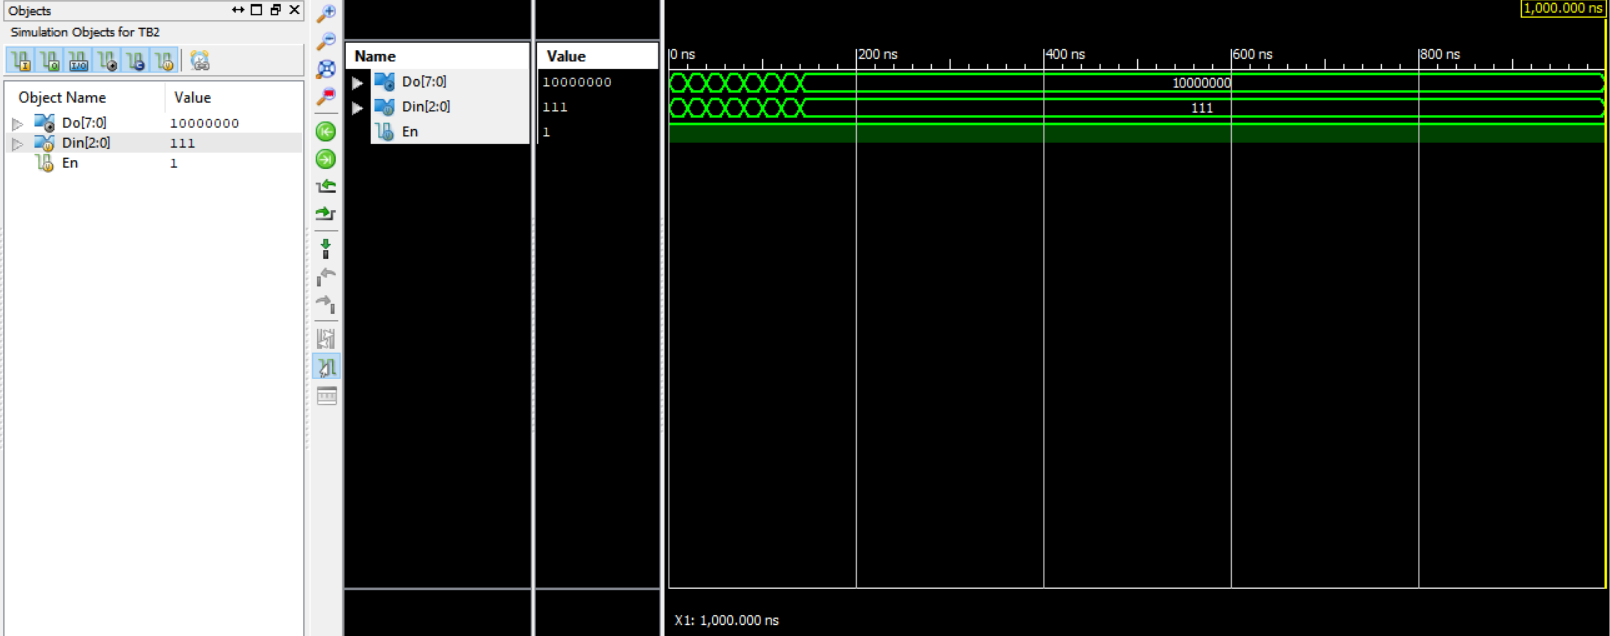 Objects
Simulation Objects for TB2
Object Name Value
Do[7:0] 10000000
Din[2:0] 111
En 1
Name Value
Do[7:0] 10000000
Din[2:0] 111
En 1
1,000.000 ns
0 ns 200 ns 400 ns 600 ns 800 ns
10000000
111
X1: 1,000.000 ns